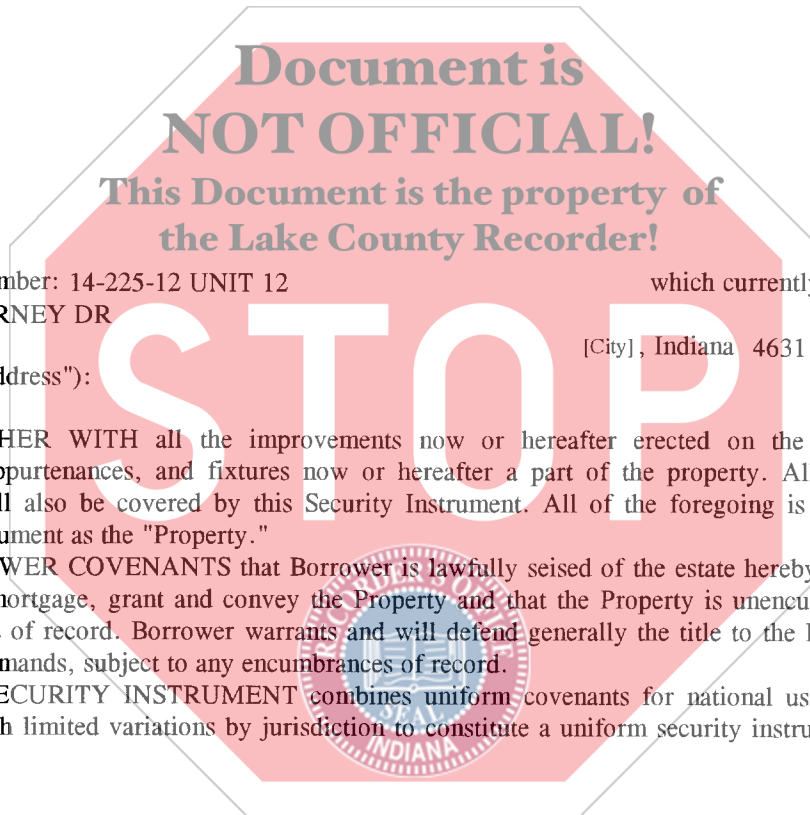 Document is
NOT OFFICIAL!
This Document is the property of
the Lake County Recorder!
mber: 14-225-12 UNIT 12 which currently
RNEY DR
[City], Indiana 4631
ddress"):
STOP
HER WITH all the improvements now or hereafter erected on the
ppurtenances, and fixtures now or hereafter a part of the property. Al
ll also be covered by this Security Instrument. All of the foregoing is
ument as the "Property."
WER COVENANTS that Borrower is lawfully seised of the estate hereby
nortgage, grant and convey the Property and that the Property is unencu
of record. Borrower warrants and will defend generally the title to the
mands, subject to any encumbrances of record.
ECURITY INSTRUMENT combines uniform covenants for national us
h limited variations by jurisdiction to constitute a uniform security instru
RECORDER
SEAL
INDIANA